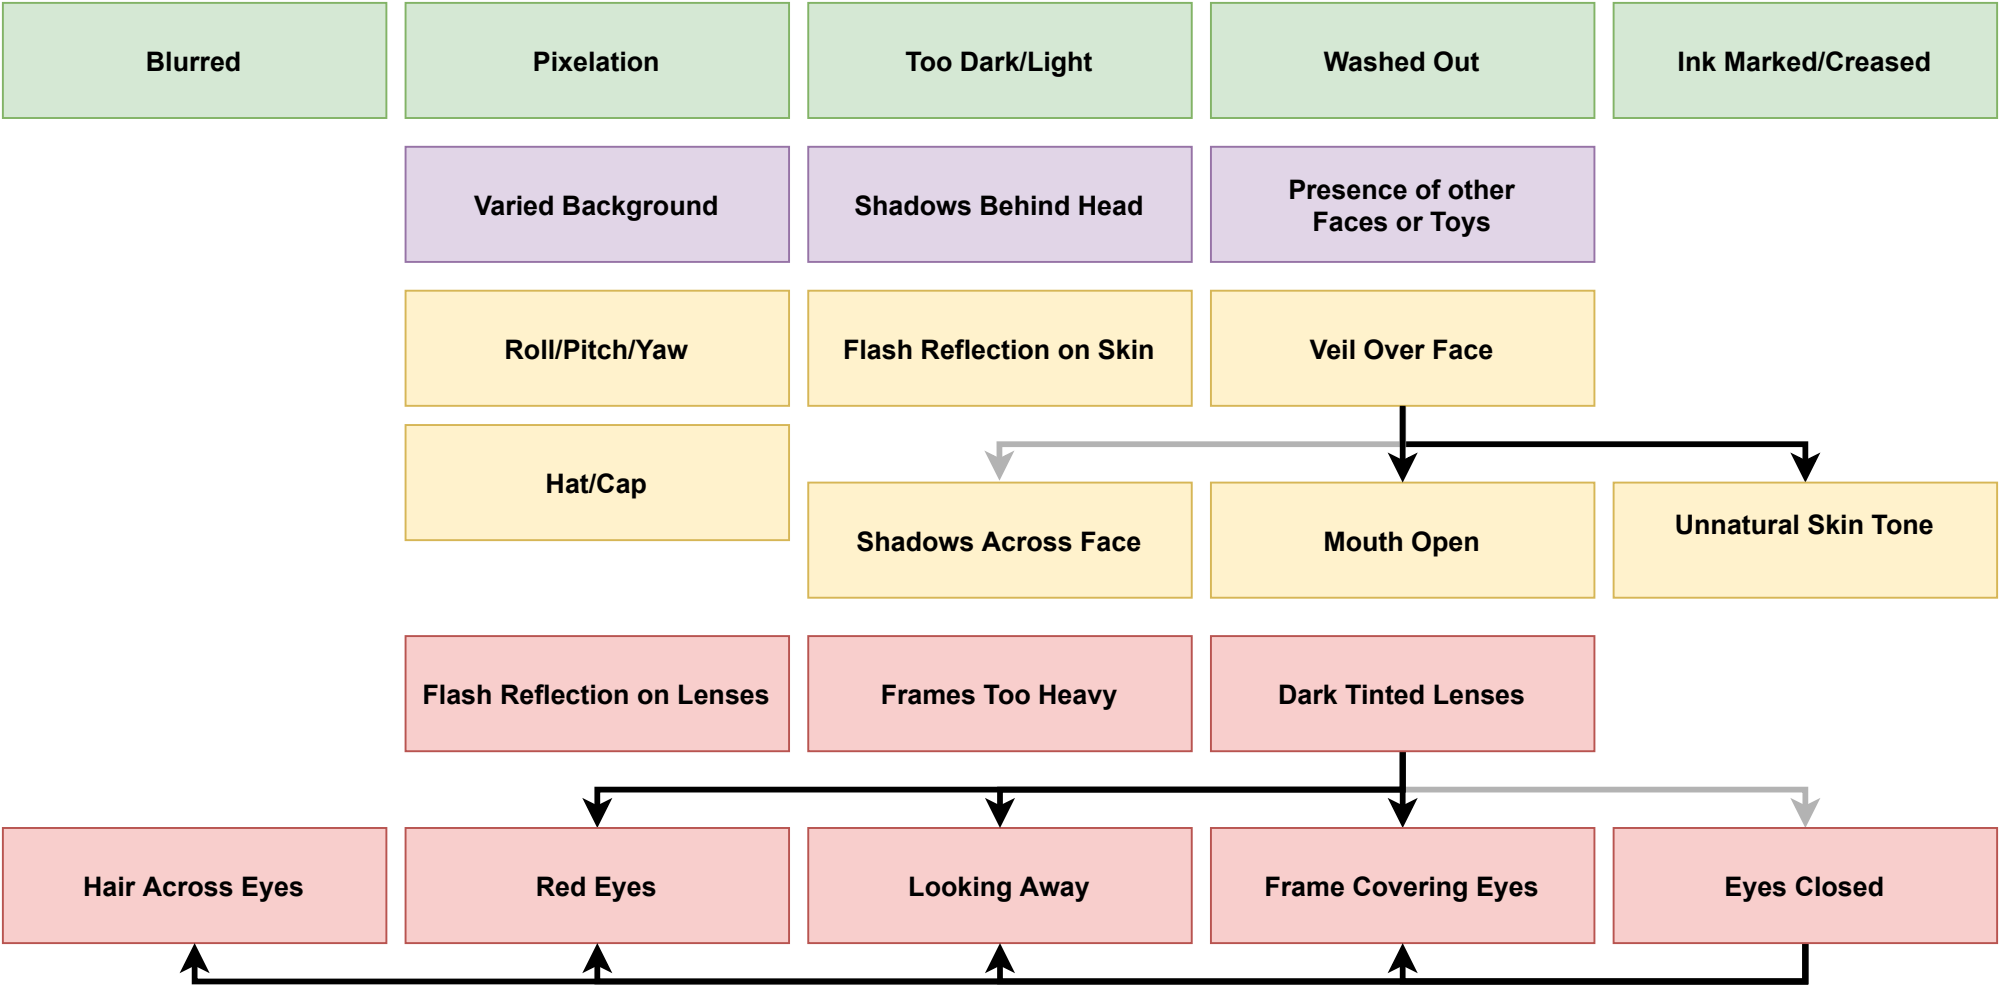 Blurred
Pixelation
Too Dark/Light
Washed Out
Ink Marked/Creased
Varied Background
Shadows Behind Head
Presence of other
Faces or Toys
Roll/Pitch/Yaw
Flash Reflection on Skin
Veil Over Face
Hat/Cap
Shadows Across Face
Mouth Open
Unnatural Skin Tone
Flash Reflection on Lenses
Frames Too Heavy
Dark Tinted Lenses
Hair Across Eyes
Red Eyes
Looking Away
Frame Covering Eyes
Eyes Closed